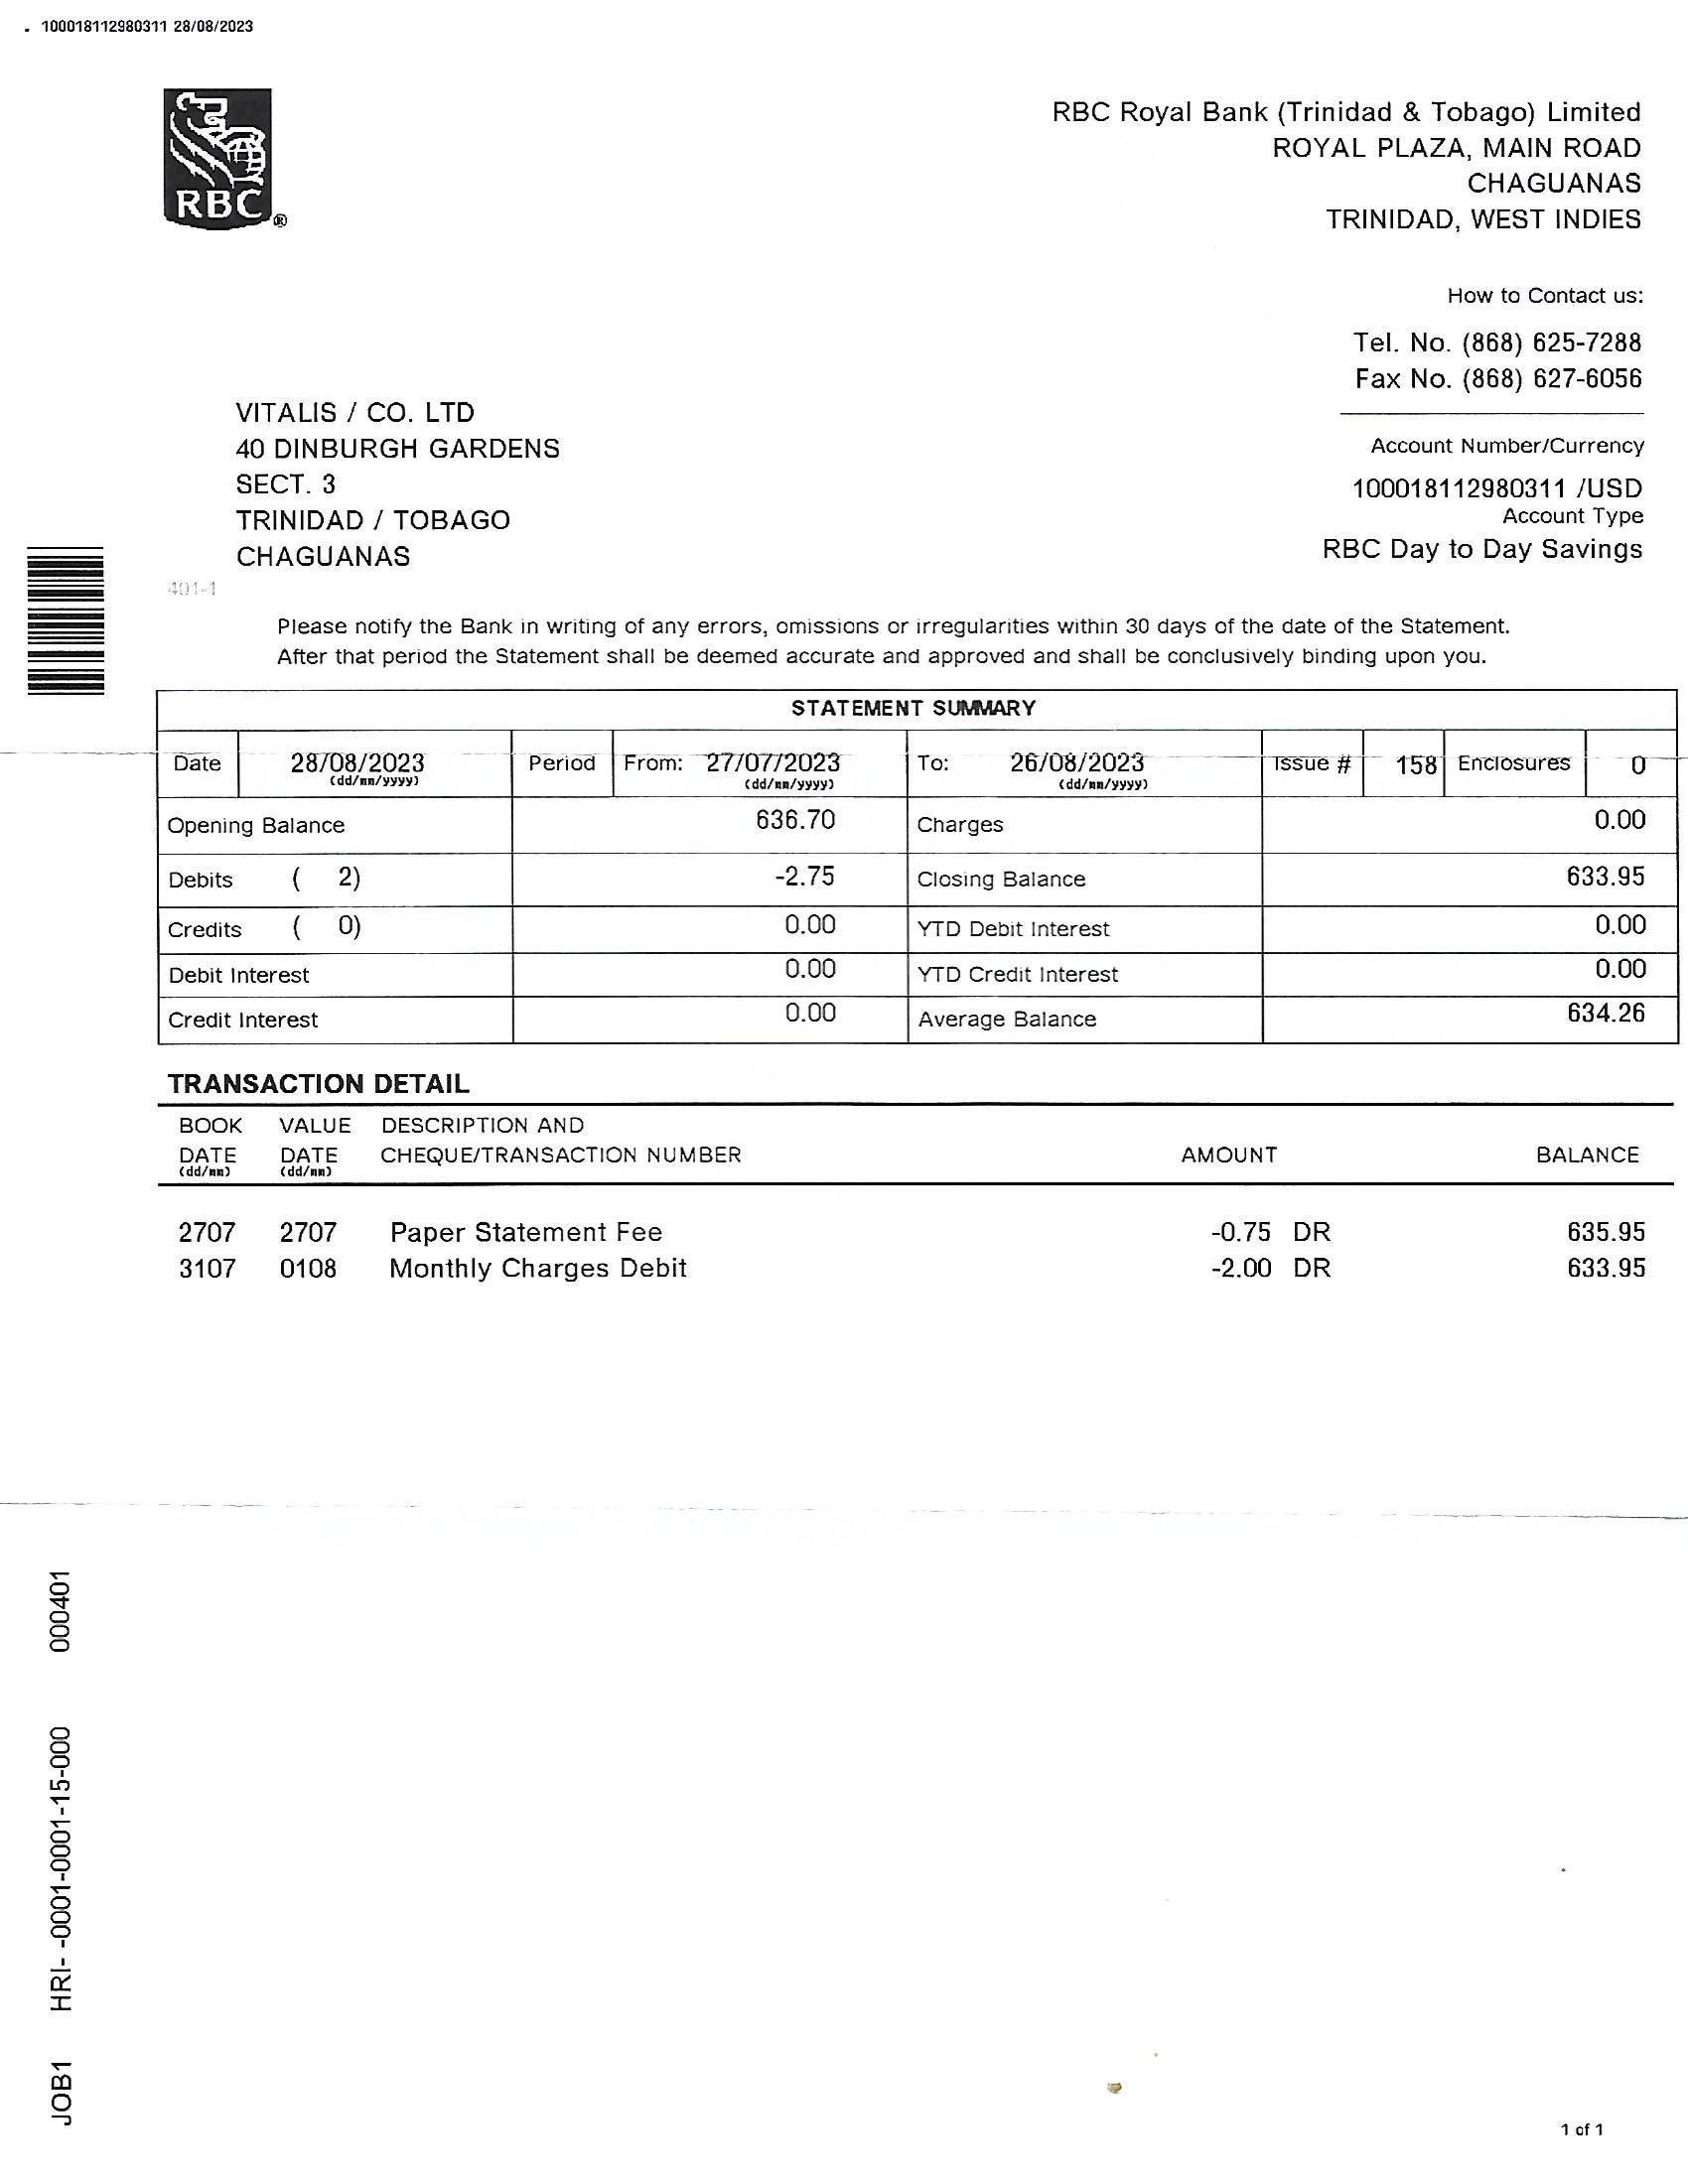 . 100018112980311 28/08/2023
RBC ®
RBC Royal Bank (Trinidad & Tobago) Limited
ROYAL PLAZA, MAIN ROAD
CHAGUANAS
TRINIDAD, WEST INDIES
How to Contact us:
Tel. No. (868) 625-7288
Fax No. (868) 627-6056
VITALIS / CO. LTD
40 DINBURGH GARDENS
SECT. 3
TRINIDAD / TOBAGO
CHAGUANAS
401-1
Account Number/Currency
100018112980311 /USD
Account Type
RBC Day to Day Savings
Please notify the Bank in writing of any errors, omissions or irregularities within 30 days of the date of the Statement.
After that period the Statement shall be deemed accurate and approved and shall be conclusively binding upon you.
STATEMENT SUMMARY
Date 28/08/2023 Period From: 27/07/2023 To: 26/08/2023 Issue # 158 Enclosures 0
(dd/mm/yyyy) (dd/mm/yyyy) (dd/mm/yyyy)
Opening Balance 636.70 Charges 0.00
Debits ( 2) -2.75 Closing Balance 633.95
Credits ( 0) 0.00 YTD Debit Interest 0.00
Debit Interest 0.00 YTD Credit Interest 0.00
Credit Interest 0.00 Average Balance 634.26
TRANSACTION DETAIL
BOOK VALUE DESCRIPTION AND
DATE DATE CHEQUE/TRANSACTION NUMBER AMOUNT BALANCE
(dd/mm) (dd/mm)
2707 2707 Paper Statement Fee -0.75 DR 635.95
3107 0108 Monthly Charges Debit -2.00 DR 633.95
JOB1 HRI- -0001-0001-15-000 000401
1 of 1